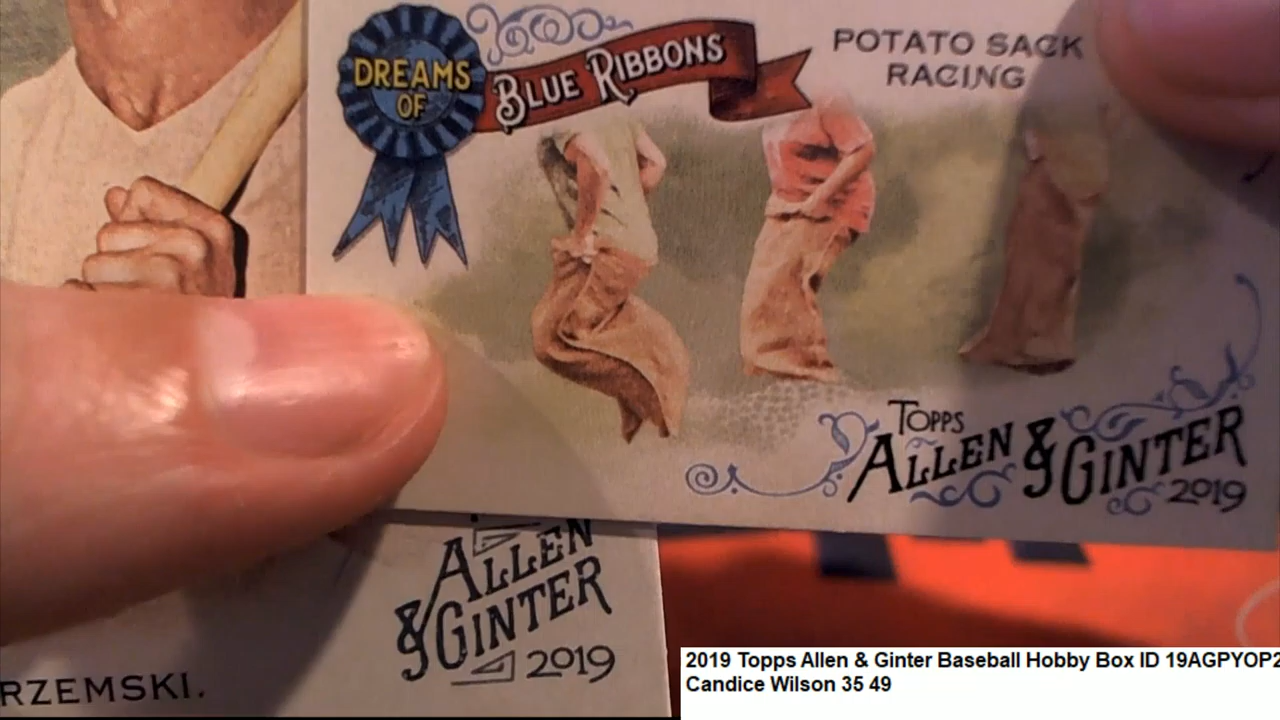 DREAMS
OF
BLUE RIBBONS
POTATO SACK
RACING
TOPPS
ALLEN & GINTER
2019
ALLEN
& GINTER
2019
RZEMSKI.
2019 Topps Allen & Ginter Baseball Hobby Box ID 19AGPYOP2
Candice Wilson 35 49